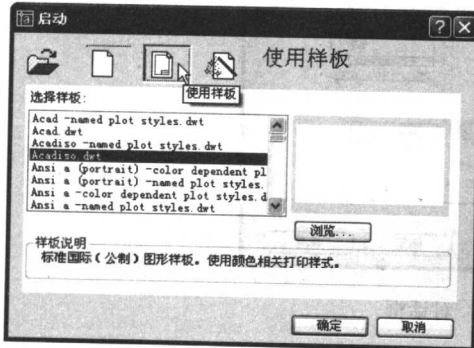 启动
使用样板
使用样板
选择样板:
Acad -named plot styles.dwt
Acad.dwt
Acadiso -named plot styles.dwt
Acadiso.dwt
Ansi a (portrait) -color dependent pl
Ansi a (portrait) -named plot styles.
Ansi a -color dependent plot styles.d
Ansi a -named plot styles.dwt
浏览...
样板说明
标准国际(公制)图形样板。使用颜色相关打印样式。
确定
取消